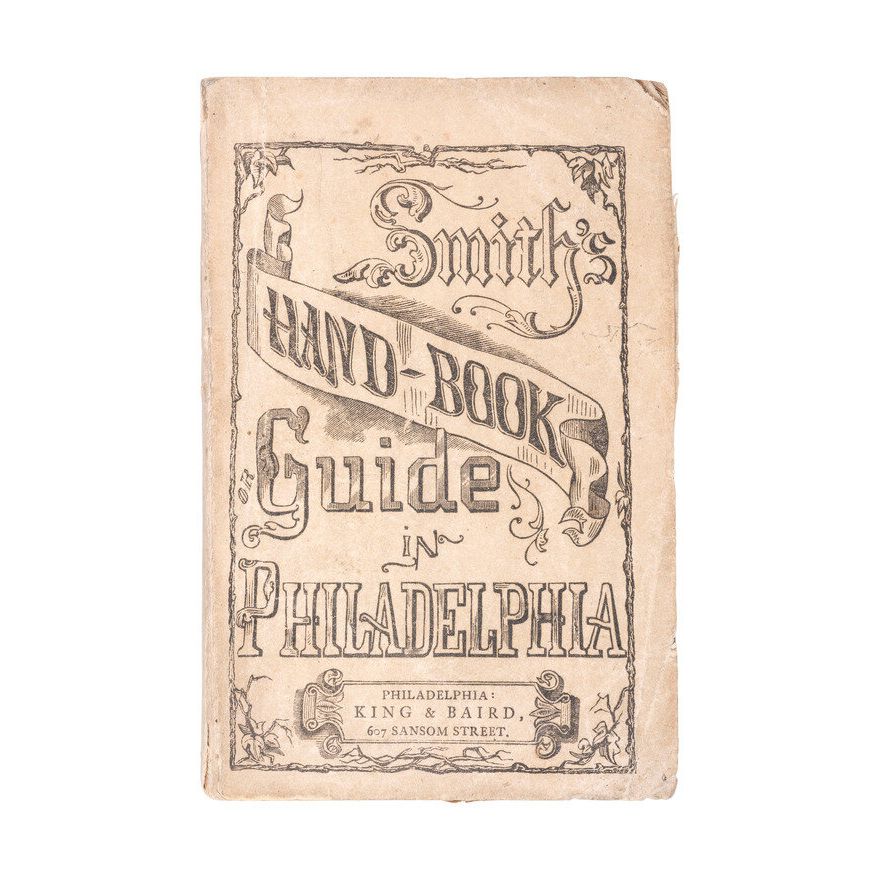 Smith's
HAND-BOOK
OR Guide
IN
PHILADELPHIA
PHILADELPHIA:
KING & BAIRD,
607 SANSOM STREET.